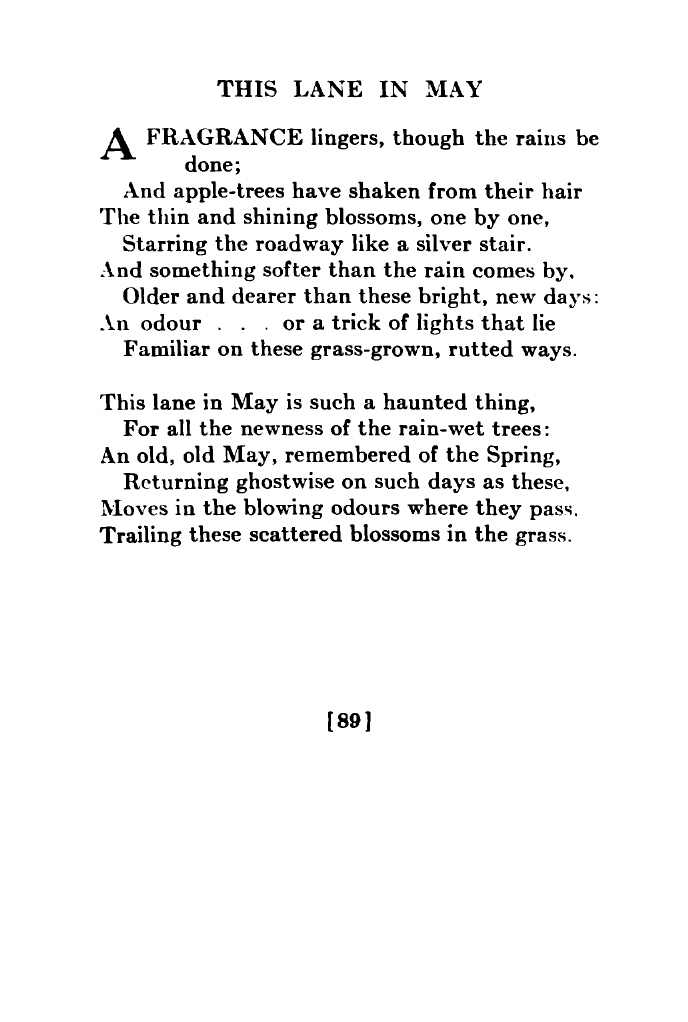 THIS LANE IN MAY
A FRAGRANCE lingers, though the rains be
done;
And apple-trees have shaken from their hair
The thin and shining blossoms, one by one,
Starring the roadway like a silver stair.
And something softer than the rain comes by,
Older and dearer than these bright, new days:
An odour . . . or a trick of lights that lie
Familiar on these grass-grown, rutted ways.
This lane in May is such a haunted thing,
For all the newness of the rain-wet trees:
An old, old May, remembered of the Spring,
Returning ghostwise on such days as these,
Moves in the blowing odours where they pass,
Trailing these scattered blossoms in the grass.
[89]